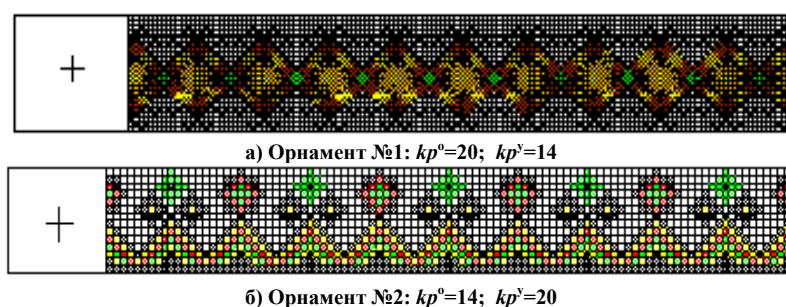 а) Орнамент №1: kpᵒ=20; kpʸ=14
б) Орнамент №2: kpᵒ=14; kpʸ=20